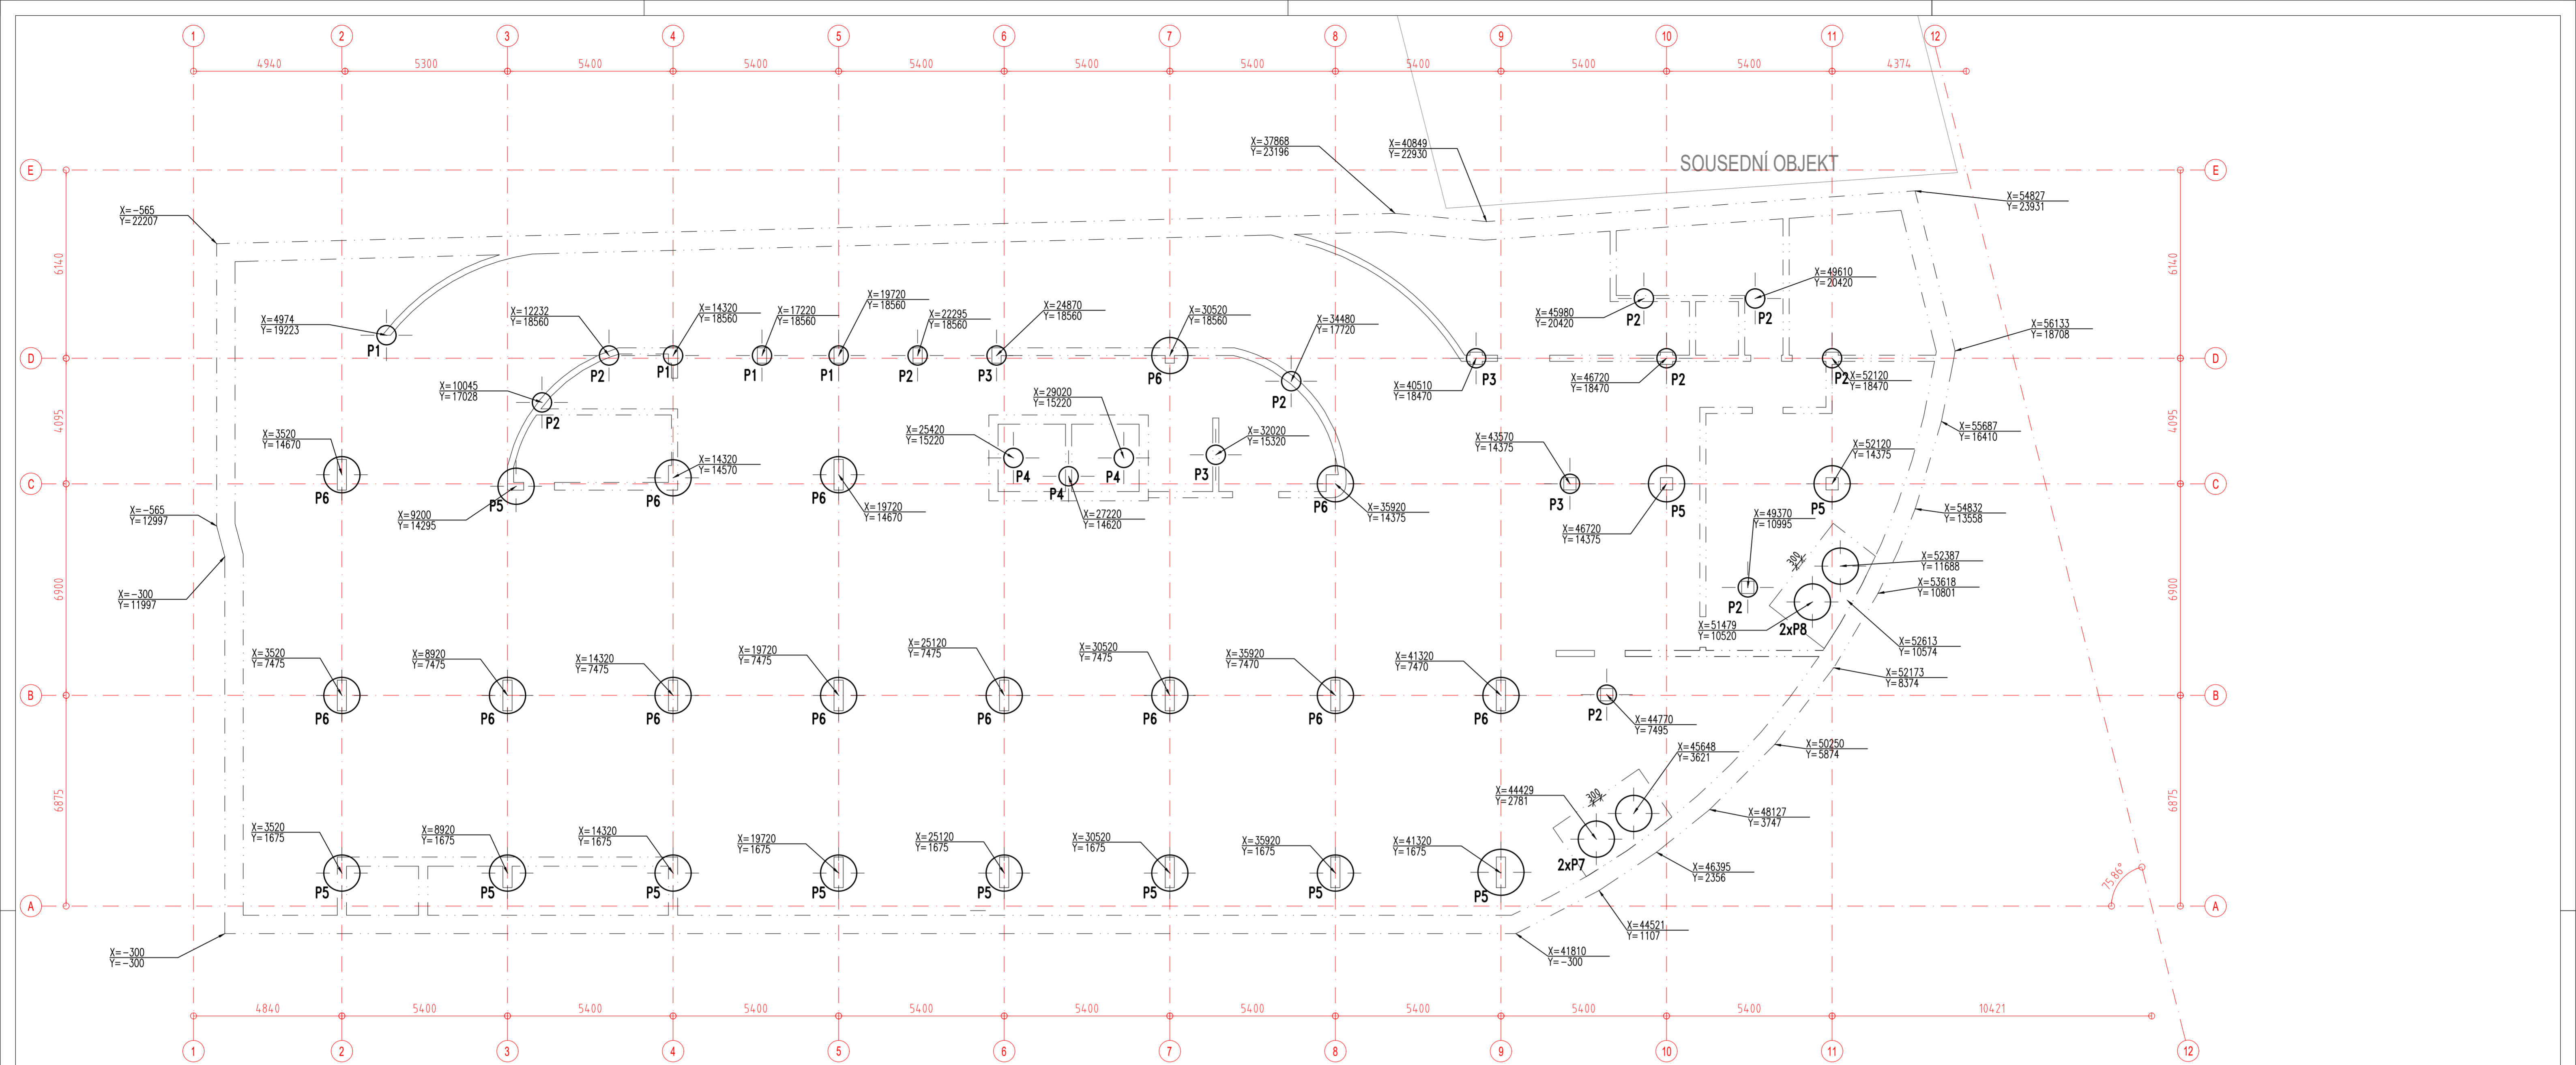 1 2 3 4 5 6 7 8 9 10 11 12
4940 5300 5400 5400 5400 5400 5400 5400 5400 5400 4374
E E
SOUSEDNÍ OBJEKT
X=37868
Y=23196
X=40849
Y=22930
X=54827
Y=23931
X=-565
Y=22207
6140 6140
X=4974
Y=19223
P1
X=12232
Y=18560
P2
X=14320
Y=18560
P1
X=17220
Y=18560
P1
X=19720
Y=18560
P1
X=22295
Y=18560
P2
X=24870
Y=18560
P3
X=30520
Y=18560
P6
X=34480
Y=17720
P2
X=45980
Y=20420
P2
X=49610
Y=20420
P2
X=56133
Y=18708
D D
X=40510
Y=18470
P3
X=46720
Y=18470
P2
X=52120
Y=18470
P2
4095 4095
X=10045
Y=17028
P2
X=3520
Y=14670
P6
X=9200
Y=14295
P5
X=14320
Y=14570
P6
X=19720
Y=14670
P6
X=25420
Y=15220
P4
X=29020
Y=15220
P4
X=27220
Y=14620
P4
X=32020
Y=15320
P3
X=35920
Y=14375
P6
X=43570
Y=14375
P3
X=46720
Y=14375
P5
X=52120
Y=14375
P5
X=55687
Y=16410
C C
X=-565
Y=12997
X=-300
Y=11997
X=54832
Y=13558
X=49370
Y=10995
P2
300
X=52387
Y=11688
X=53618
Y=10801
X=51479
Y=10520
2xP8
X=52613
Y=10574
6900 6900
X=3520
Y=7475
P6
X=8920
Y=7475
P6
X=14320
Y=7475
P6
X=19720
Y=7475
P6
X=25120
Y=7475
P6
X=30520
Y=7475
P6
X=35920
Y=7470
P6
X=41320
Y=7470
P6
X=44770
Y=7495
P2
X=52173
Y=8374
B B
X=50250
Y=5874
X=45648
Y=3621
300
X=44429
Y=2781
2xP7
X=48127
Y=3747
X=46395
Y=2356
X=44521
Y=1107
6875 6875
X=3520
Y=1675
P5
X=8920
Y=1675
P5
X=14320
Y=1675
P5
X=19720
Y=1675
P5
X=25120
Y=1675
P5
X=30520
Y=1675
P5
X=35920
Y=1675
P5
X=41320
Y=1675
P5
75.86°
A A
X=-300
Y=-300
X=41810
Y=-300
4840 5400 5400 5400 5400 5400 5400 5400 5400 5400 10421
1 2 3 4 5 6 7 8 9 10 11 12